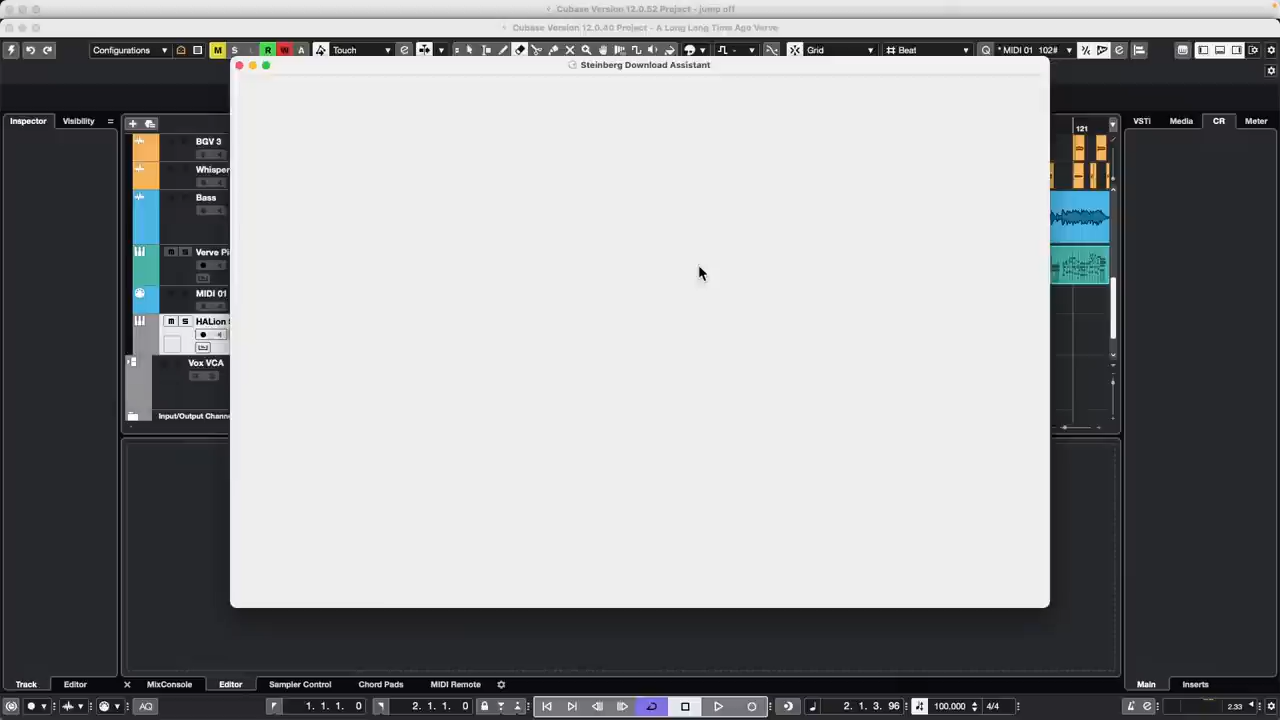 Cubase Version 12.0.52 Project - jump off
Cubase Version 12.0.40 Project - A Long Long Time Ago Verve
Configurations
M
S
R
W
A
Touch
Grid
Beat
MIDI 01 102#
Steinberg Download Assistant
Inspector
Visibility
121
VSTi
Media
CR
Meter
BGV 3
Whisper
Bass
m
S
Verve Pi
MIDI 01
m
S
HALion
Vox VCA
Input/Output Chann
Track
Editor
MixConsole
Editor
Sampler Control
Chord Pads
MIDI Remote
Main
Inserts
AQ
1. 1. 1. 0
2. 1. 1. 0
2. 1. 3. 96
100.000
4/4
2.33